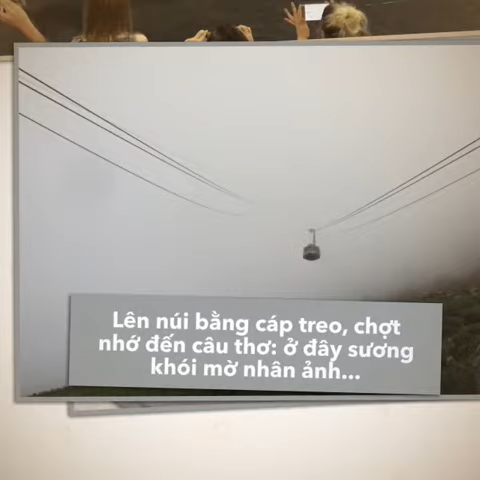 Lên núi bằng cáp treo, chợt
nhớ đến câu thơ: ở đây sương
khói mờ nhân ảnh...